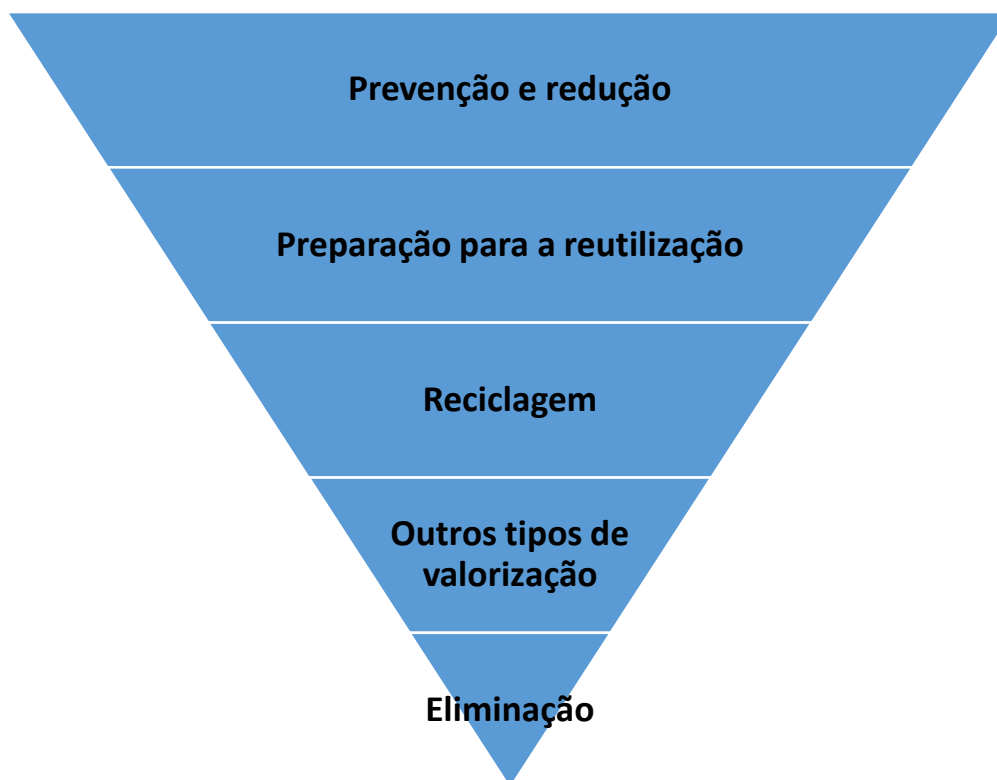 Prevenção e redução
Preparação para a reutilização
Reciclagem
Outros tipos de
valorização
Eliminação